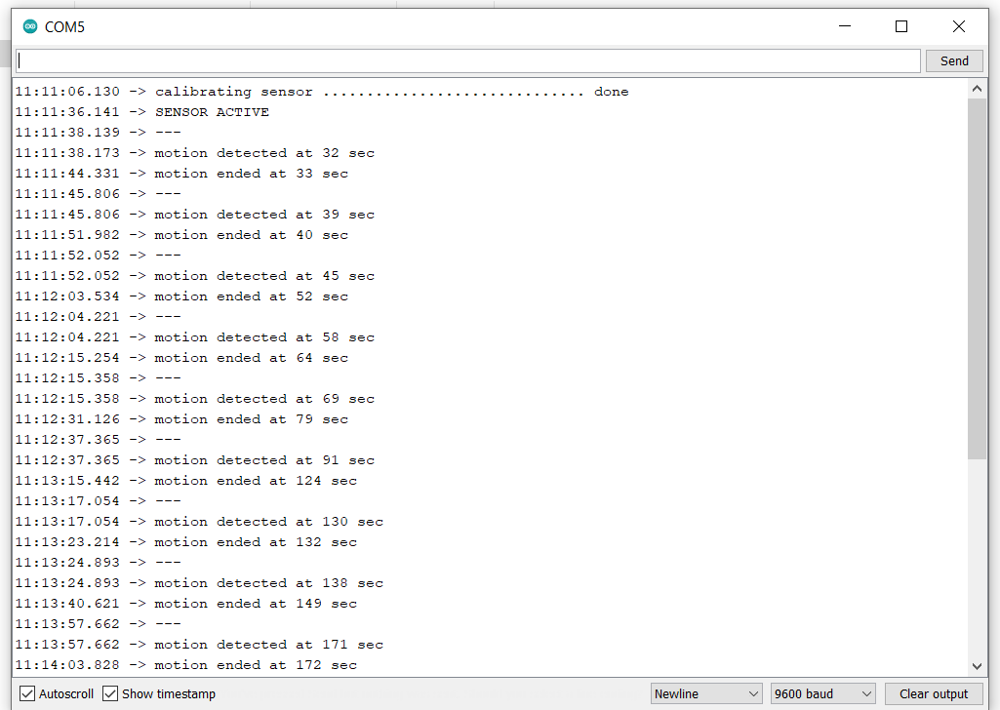 COM5
Send
11:11:06.130 -> calibrating sensor .............................. done
11:11:36.141 -> SENSOR ACTIVE
11:11:38.139 -> ---
11:11:38.173 -> motion detected at 32 sec
11:11:44.331 -> motion ended at 33 sec
11:11:45.806 -> ---
11:11:45.806 -> motion detected at 39 sec
11:11:51.982 -> motion ended at 40 sec
11:11:52.052 -> ---
11:11:52.052 -> motion detected at 45 sec
11:12:03.534 -> motion ended at 52 sec
11:12:04.221 -> ---
11:12:04.221 -> motion detected at 58 sec
11:12:15.254 -> motion ended at 64 sec
11:12:15.358 -> ---
11:12:15.358 -> motion detected at 69 sec
11:12:31.126 -> motion ended at 79 sec
11:12:37.365 -> ---
11:12:37.365 -> motion detected at 91 sec
11:13:15.442 -> motion ended at 124 sec
11:13:17.054 -> ---
11:13:17.054 -> motion detected at 130 sec
11:13:23.214 -> motion ended at 132 sec
11:13:24.893 -> ---
11:13:24.893 -> motion detected at 138 sec
11:13:40.621 -> motion ended at 149 sec
11:13:57.662 -> ---
11:13:57.662 -> motion detected at 171 sec
11:14:03.828 -> motion ended at 172 sec
Autoscroll Show timestamp Newline 9600 baud Clear output